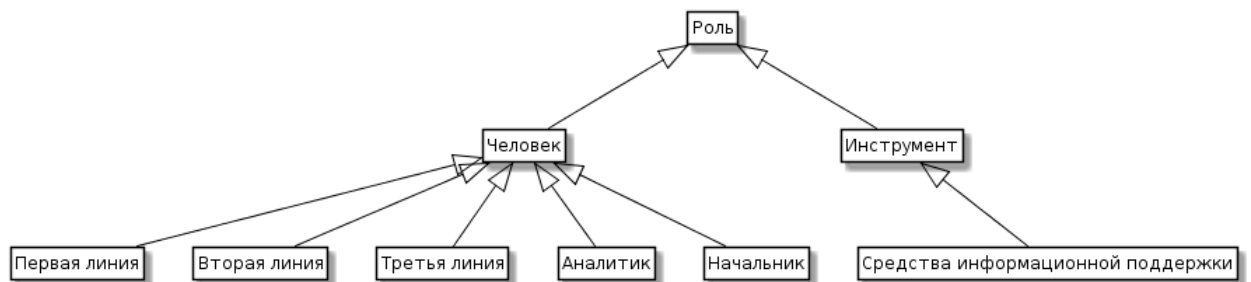 Роль
Человек
Инструмент
Первая линия
Вторая линия
Третья линия
Аналитик
Начальник
Средства информационной поддержки